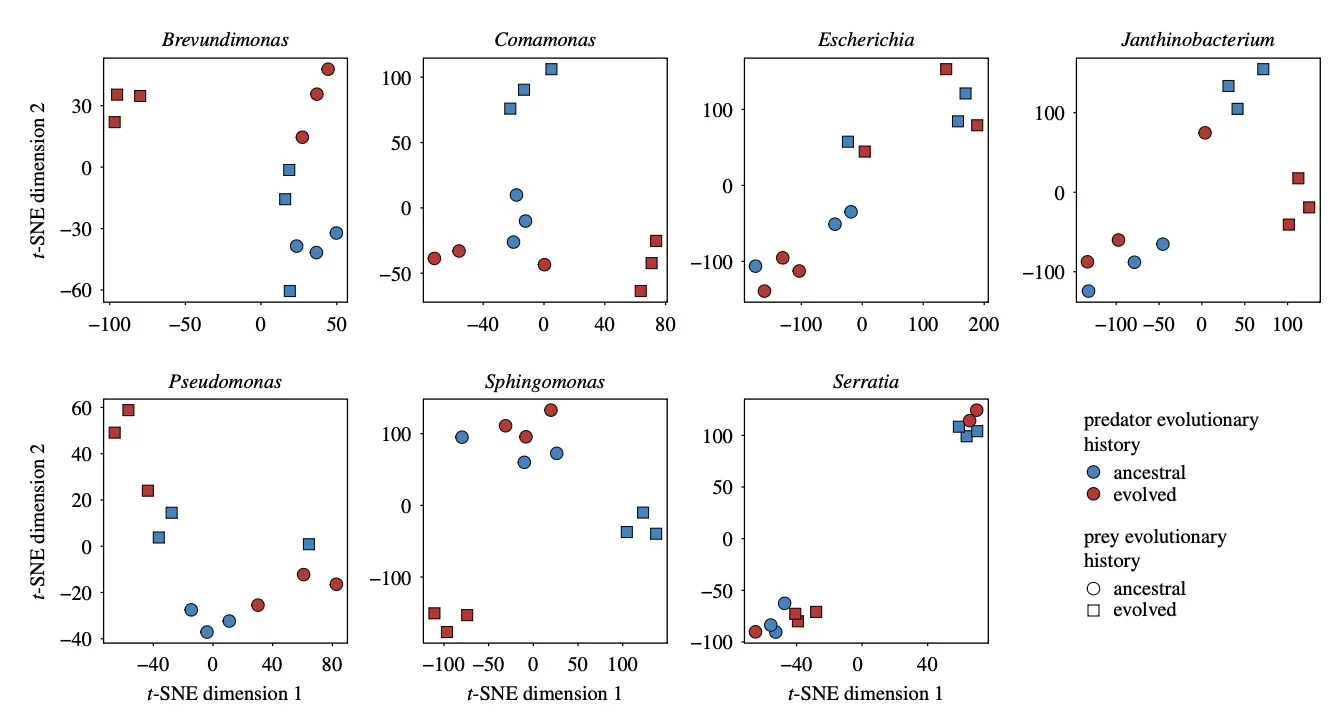 Brevundimonas
Comamonas
Escherichia
Janthinobacterium
t-SNE dimension 2
30
0
−30
−60
−100 −50 0 50
100
50
0
−50
−40 0 40 80
100
0
−100
−100 0 100 200
100
0
−100
−100 −50 0 50 100
Pseudomonas
Sphingomonas
Serratia
t-SNE dimension 2
60
40
20
0
−20
−40
−40 0 40 80
t-SNE dimension 1
100
0
−100
−100 −50 0 50 100
t-SNE dimension 1
100
50
0
−50
−100
−40 0 40
t-SNE dimension 1
predator evolutionary
history
ancestral
evolved
prey evolutionary
history
ancestral
evolved